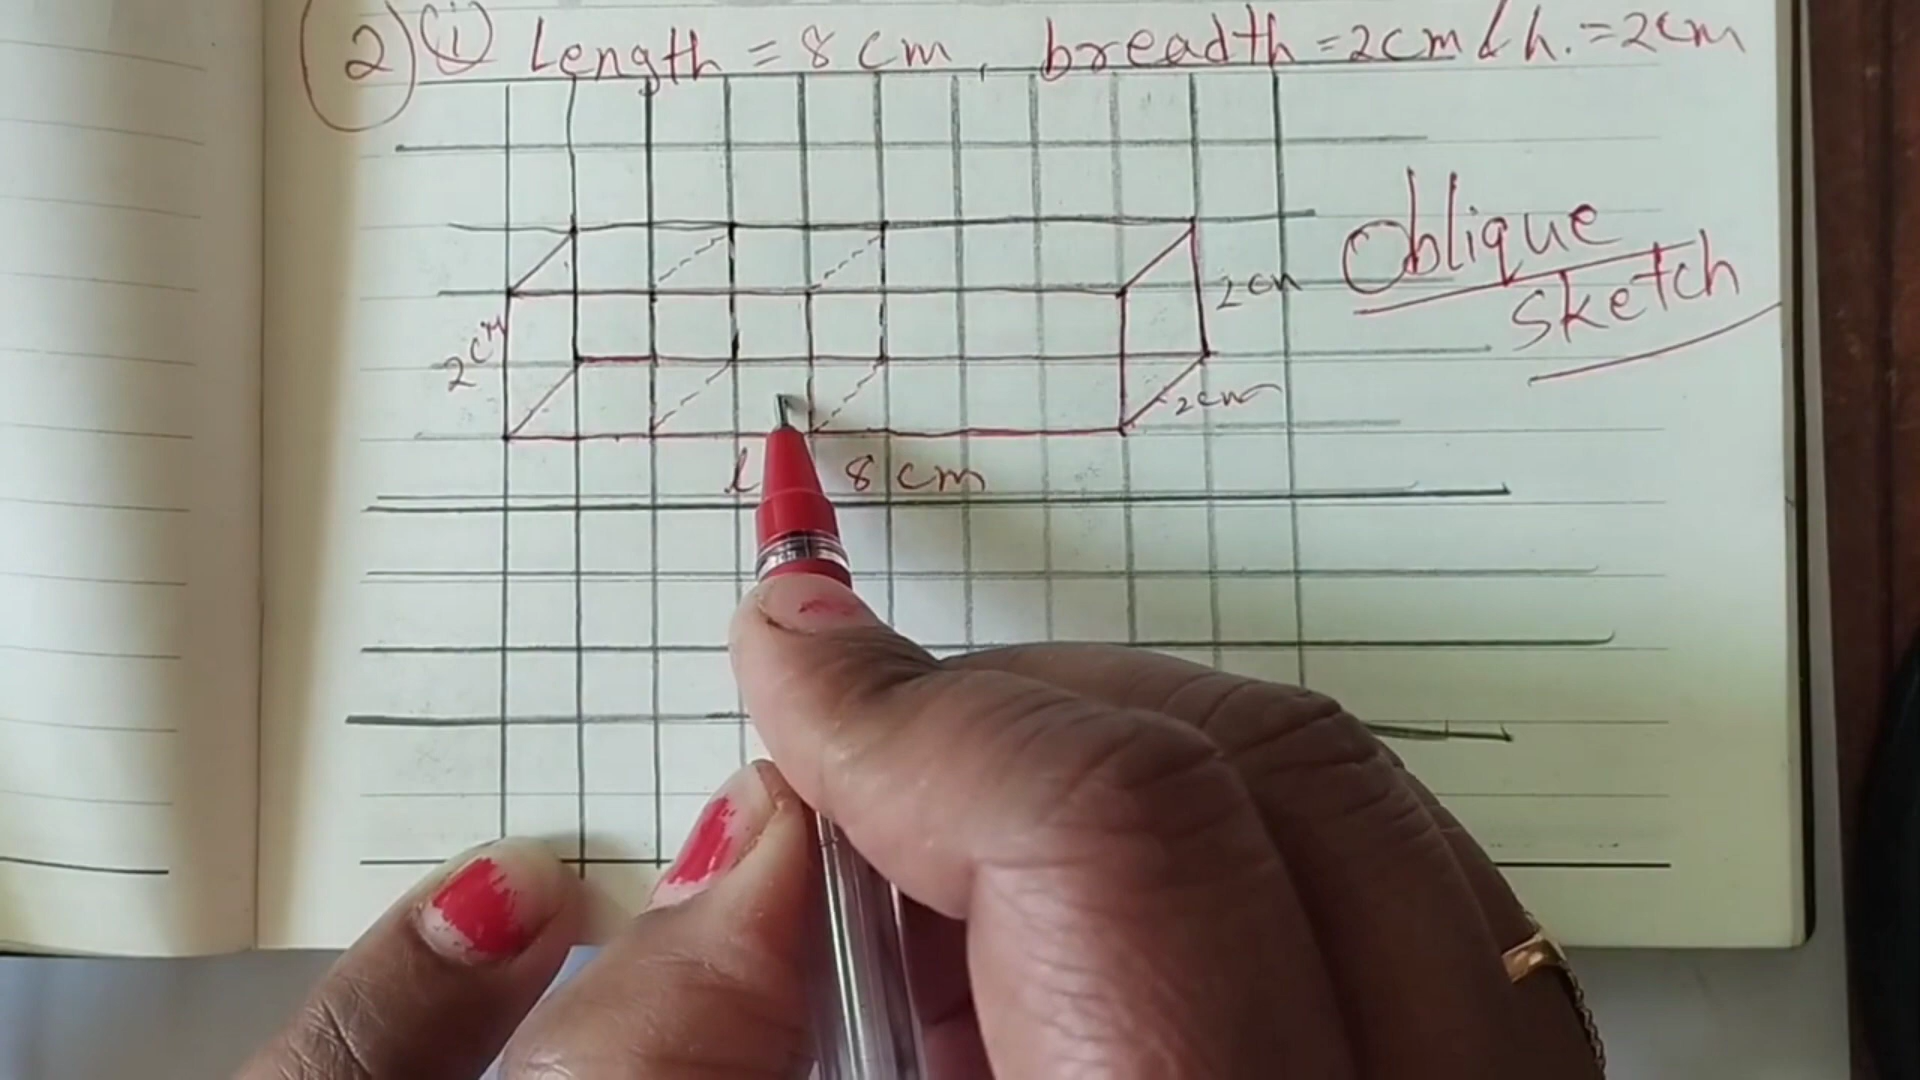 2) (i) Length = 8 cm, breadth = 2cm & h. = 2cm
Oblique
sketch
2cm
2cm
2cm
l 8 cm